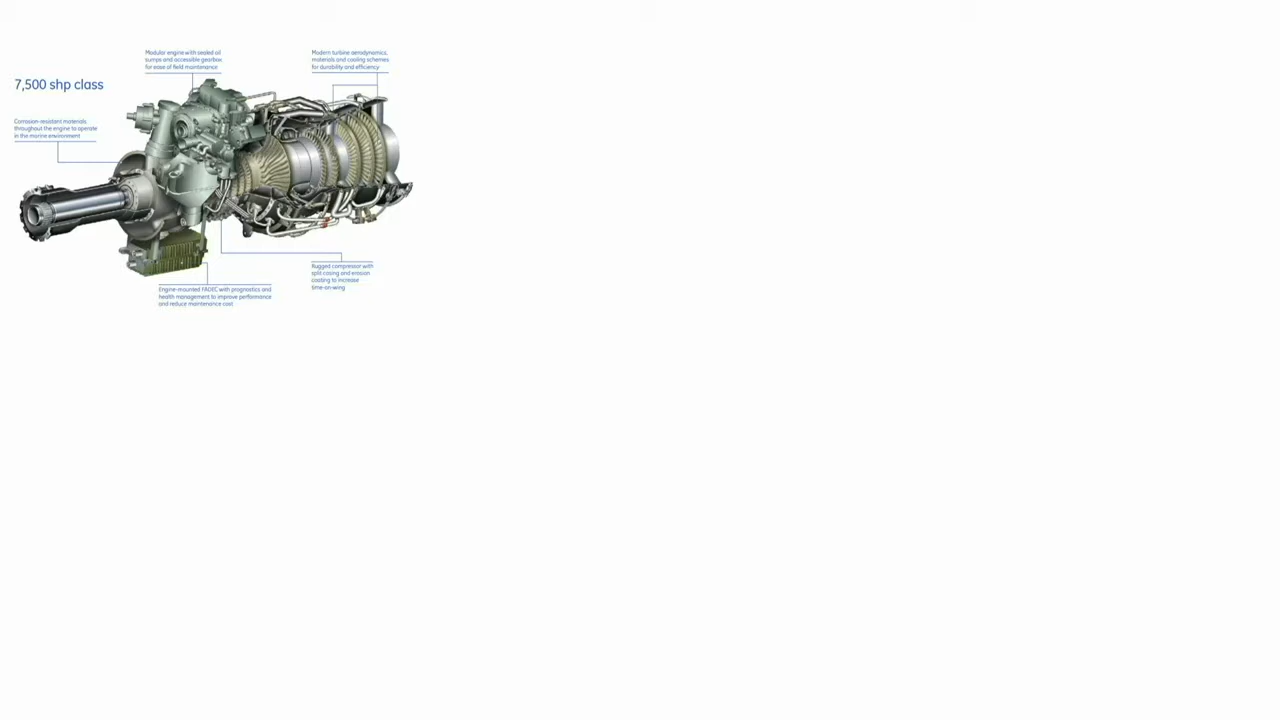 Modular engine with sealed oil
sumps and accessible gearbox
for ease of field maintenance
Modern turbine aerodynamics,
materials and cooling schemes
for durability and efficiency
7,500 shp class
Corrosion-resistant materials
throughout the engine to operate
in the marine environment
Rugged compressor with
split casing and erosion
coating to increase
time-on-wing
Engine-mounted FADEC with prognostics and
health management to improve performance
and reduce maintenance cost